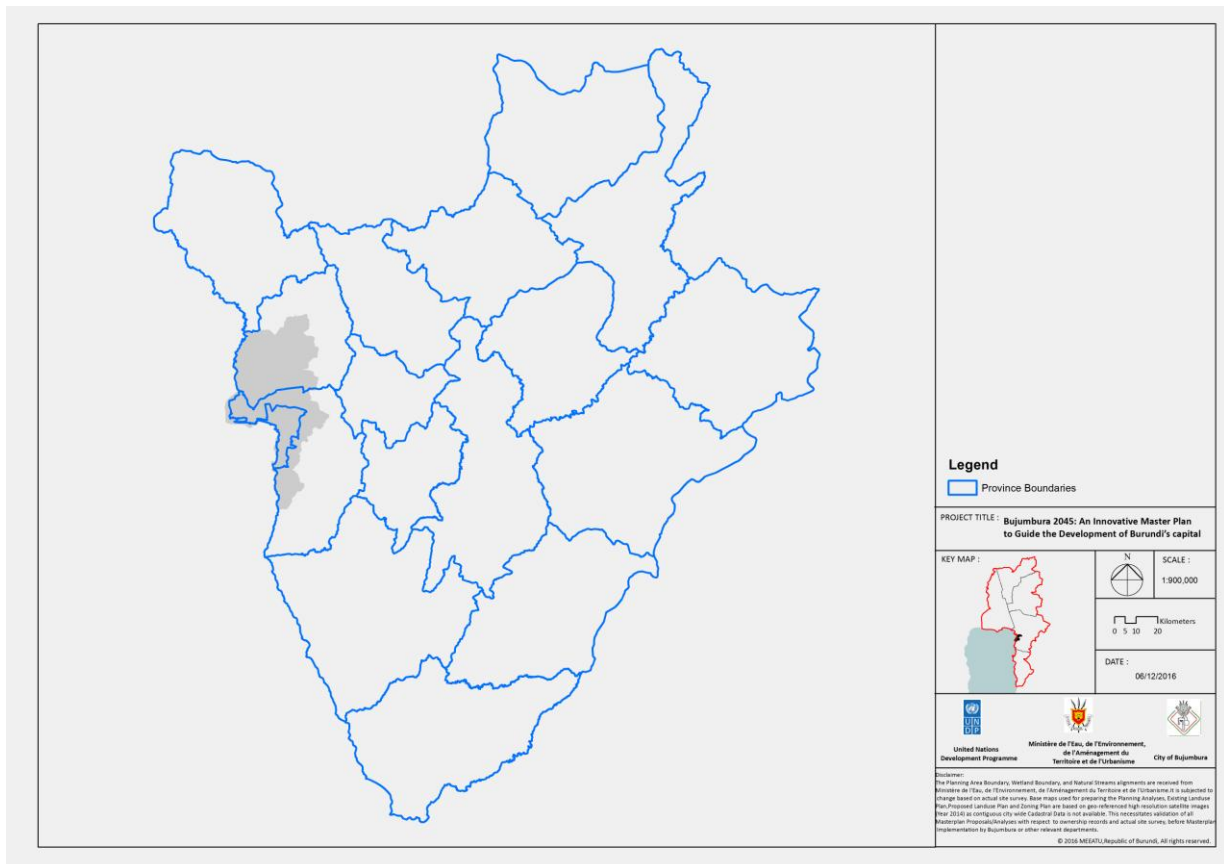 Legend
Province Boundaries
PROJECT TITLE : Bujumbura 2045: An Innovative Master Plan
to Guide the Development of Burundi's capital
KEY MAP :
N
SCALE :
1:900,000
Kilometers
0 5 10 20
DATE :
06/12/2016
UN
DP
United Nations
Development Programme
Ministère de l'Eau, de l'Environnement,
de l'Aménagement du
Territoire et de l'Urbanisme
City of Bujumbura
Disclaimer:
The Planning Area Boundary, Wetland Boundary, and Natural Streams alignments are received from
Ministère de l'Eau, de l'Environnement, de l'Aménagement du Territoire et de l'Urbanisme.It is subjected to
change based on actual site survey. Base maps used for preparing the Planning Analyses, Existing Landuse
Plan,Proposed Landuse Plan and Zoning Plan are based on geo-referenced high resolution satellite images
(Year 2014) as contiguous city wide Cadastral Data is not available. This necessitates validation of all
Masterplan Proposals/Analyses with respect to ownership records and actual site survey, before Masterplan
Implementation by Bujumbura or other relevant departments.
© 2016 MEEATU,Republic of Burundi, All rights reserved.